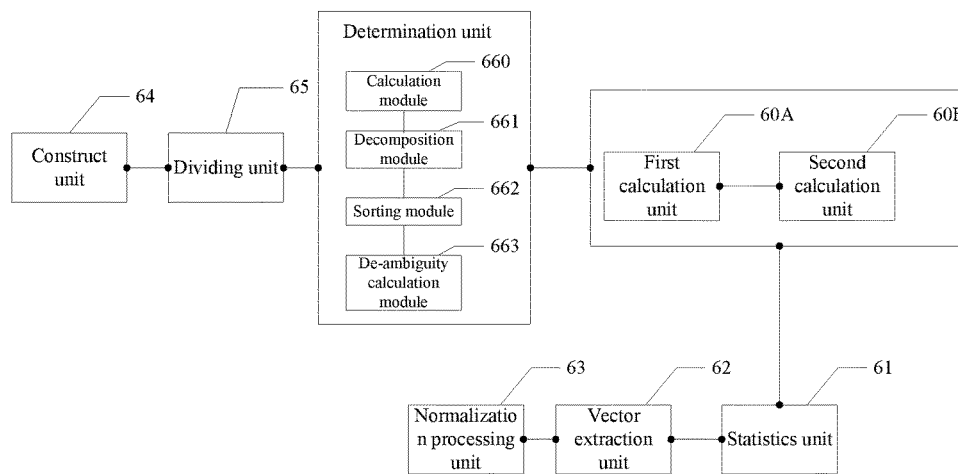 Determination unit
660
Calculation
module
661
Decomposition
module
662
Sorting module
663
De-ambiguity
calculation
module
64
Construct
unit
65
Dividing unit
60A
First
calculation
unit
Second
calculation
unit
63
Normalizatio
n processing
unit
62
Vector
extraction
unit
61
Statistics unit